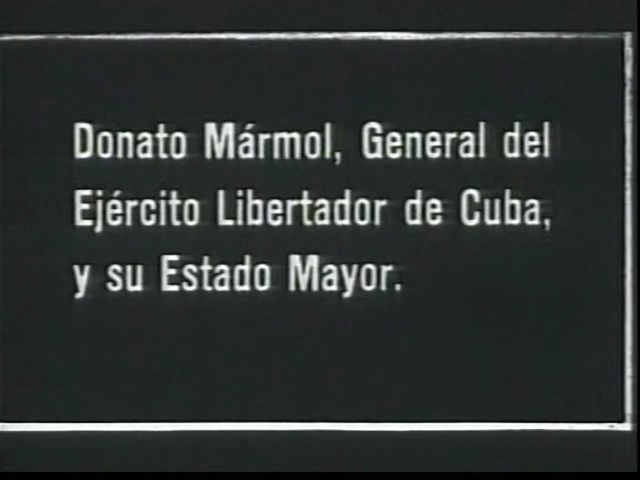 Donato Mármol, General del
Ejército Libertador de Cuba,
y su Estado Mayor.